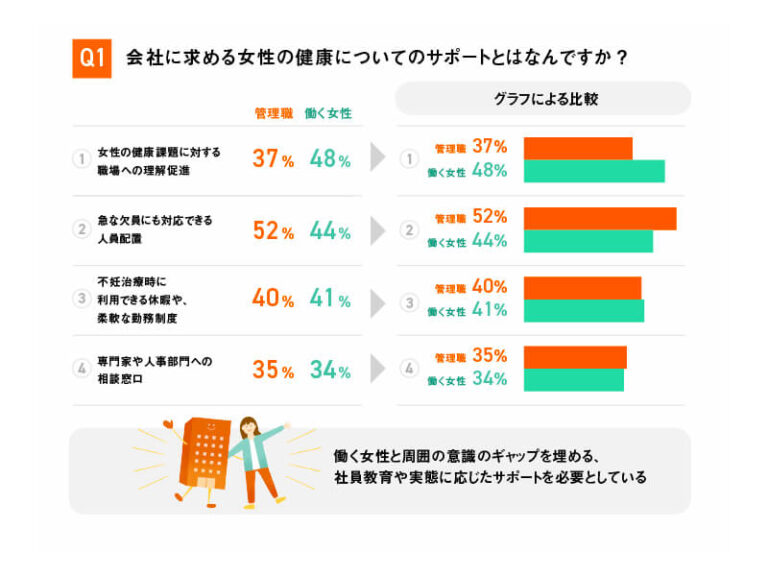 Q1 会社に求める女性の健康についてのサポートとはなんですか？
グラフによる比較
管理職 働く女性
1 女性の健康課題に対する
職場への理解促進
37% 48%
1 管理職 37%
働く女性 48%
2 急な欠員にも対応できる
人員配置
52% 44%
2 管理職 52%
働く女性 44%
3 不妊治療時に
利用できる休暇や、
柔軟な勤務制度
40% 41%
3 管理職 40%
働く女性 41%
4 専門家や人事部門への
相談窓口
35% 34%
4 管理職 35%
働く女性 34%
働く女性と周囲の意識のギャップを埋める、
社員教育や実態に応じたサポートを必要としている